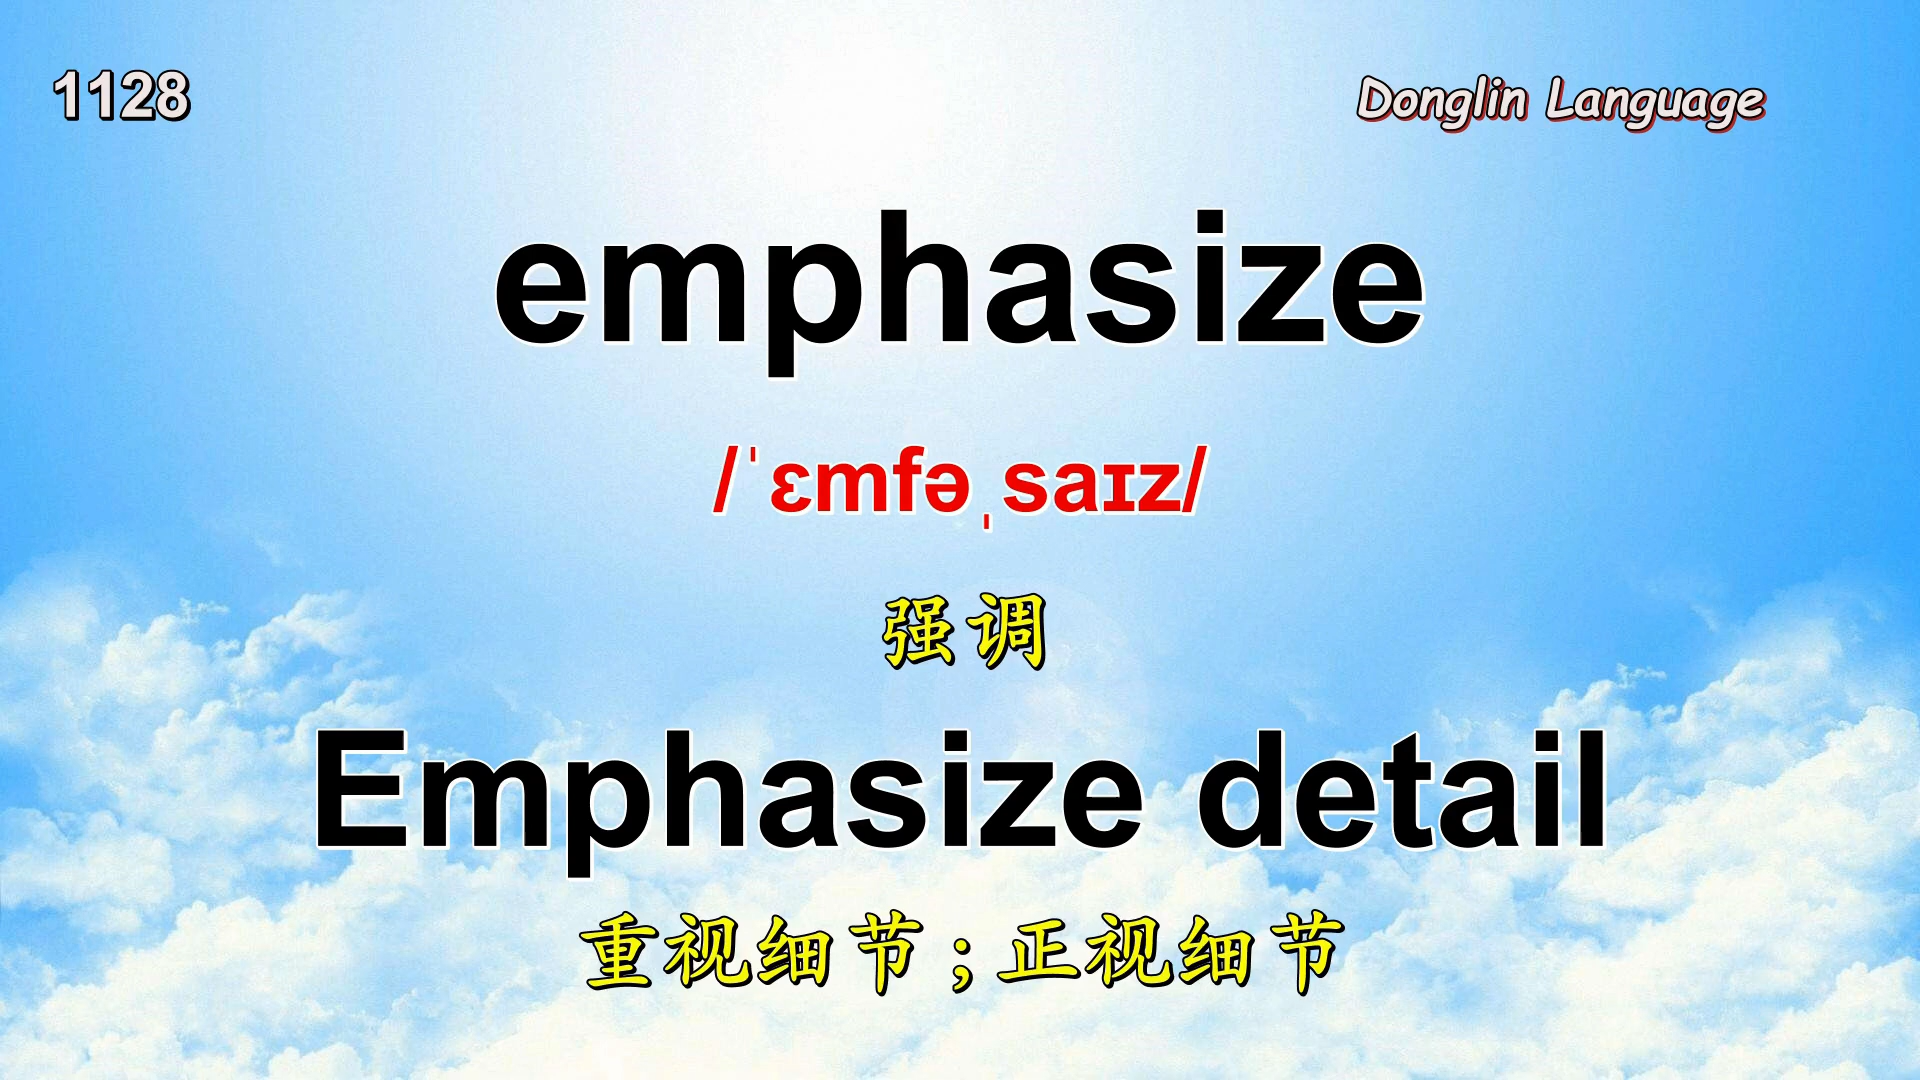 1128
Donglin Language
emphasize
/ˈɛmfəˌsaɪz/
强调
Emphasize detail
重视细节;正视细节